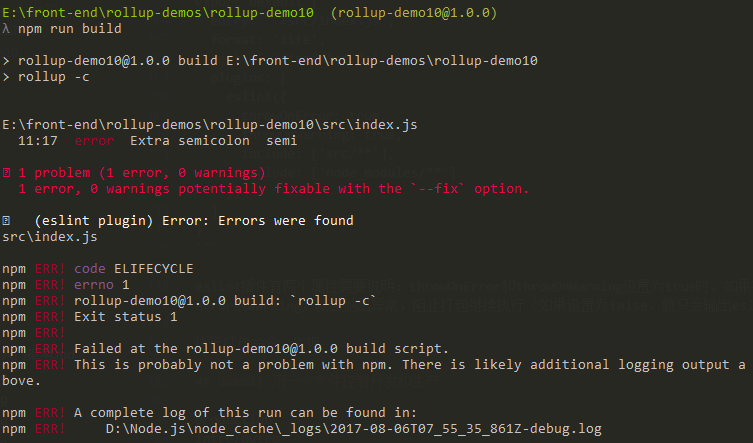 E:\front-end\rollup-demos\rollup-demo10 (rollup-demo10@1.0.0)
λ npm run build
> rollup-demo10@1.0.0 build E:\front-end\rollup-demos\rollup-demo10
> rollup -c
E:\front-end\rollup-demos\rollup-demo10\src\index.js
11:17 error Extra semicolon semi
1 problem (1 error, 0 warnings)
1 error, 0 warnings potentially fixable with the `--fix` option.
(eslint plugin) Error: Errors were found
src\index.js
npm ERR! code ELIFECYCLE
npm ERR! errno 1
npm ERR! rollup-demo10@1.0.0 build: `rollup -c`
npm ERR! Exit status 1
npm ERR!
npm ERR! Failed at the rollup-demo10@1.0.0 build script.
npm ERR! This is probably not a problem with npm. There is likely additional logging output a
bove.
npm ERR! A complete log of this run can be found in:
npm ERR!     D:\Node.js\node_cache\_logs\2017-08-06T07_55_35_861Z-debug.log